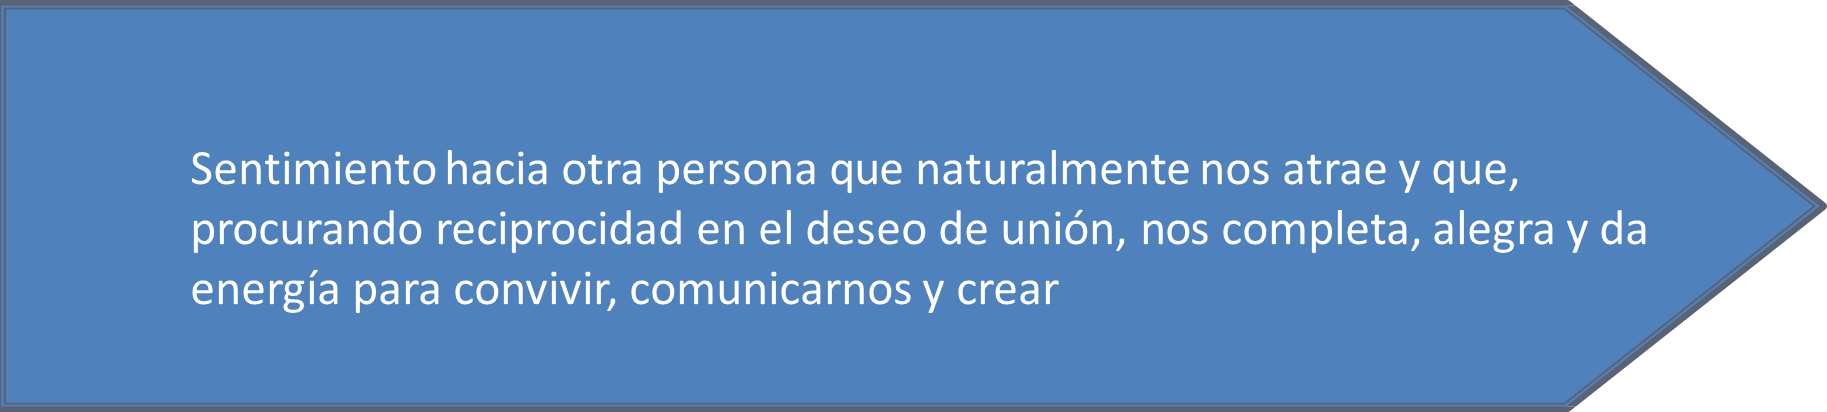 Sentimiento hacia otra persona que naturalmente nos atrae y que,
procurando reciprocidad en el deseo de unión, nos completa, alegra y da
energía para convivir, comunicarnos y crear